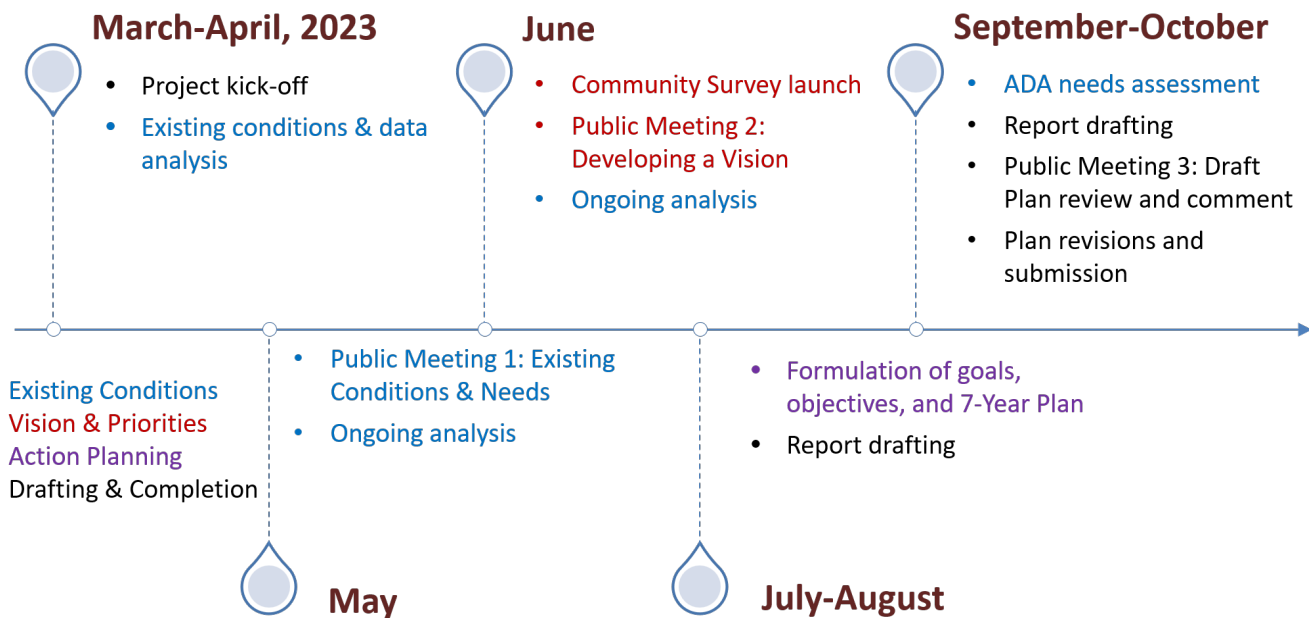 March-April, 2023
• Project kick-off
• Existing conditions & data
analysis
June
• Community Survey launch
• Public Meeting 2:
Developing a Vision
• Ongoing analysis
September-October
• ADA needs assessment
• Report drafting
• Public Meeting 3: Draft
Plan review and comment
• Plan revisions and
submission
Existing Conditions
Vision & Priorities
Action Planning
Drafting & Completion
• Public Meeting 1: Existing
Conditions & Needs
• Ongoing analysis
May
• Formulation of goals,
objectives, and 7-Year Plan
• Report drafting
July-August